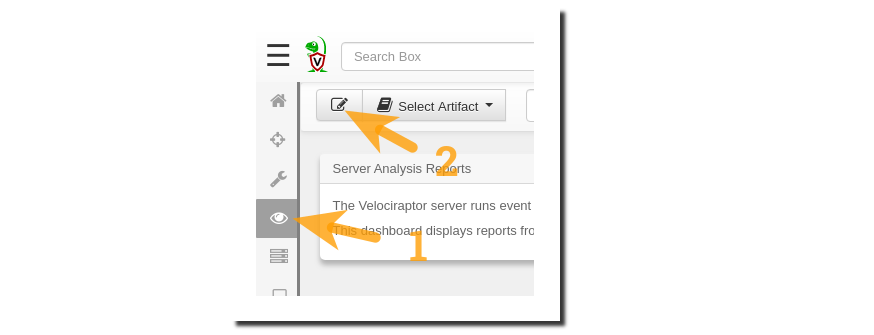 V
Search Box
Select Artifact
2
Server Analysis Reports
The Velociraptor server runs event
This dashboard displays reports fro
1